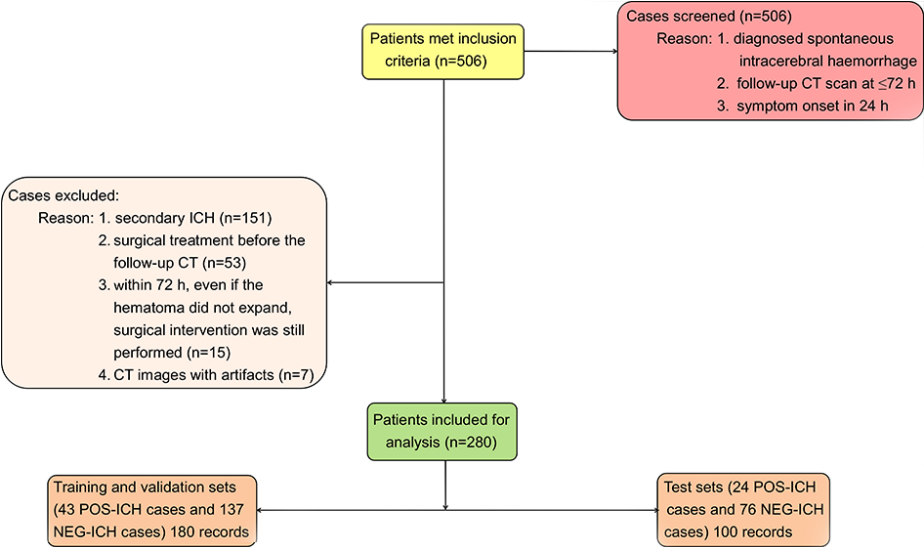 Patients met inclusion
criteria (n=506)
Cases screened (n=506)
Reason: 1. diagnosed spontaneous
intracerebral haemorrhage
2. follow-up CT scan at ≤72 h
3. symptom onset in 24 h
Cases excluded:
Reason: 1. secondary ICH (n=151)
2. surgical treatment before the
follow-up CT (n=53)
3. within 72 h, even if the
hematoma did not expand,
surgical intervention was still
performed (n=15)
4. CT images with artifacts (n=7)
Patients included for
analysis (n=280)
Training and validation sets
(43 POS-ICH cases and 137
NEG-ICH cases) 180 records
Test sets (24 POS-ICH
cases and 76 NEG-ICH
cases) 100 records